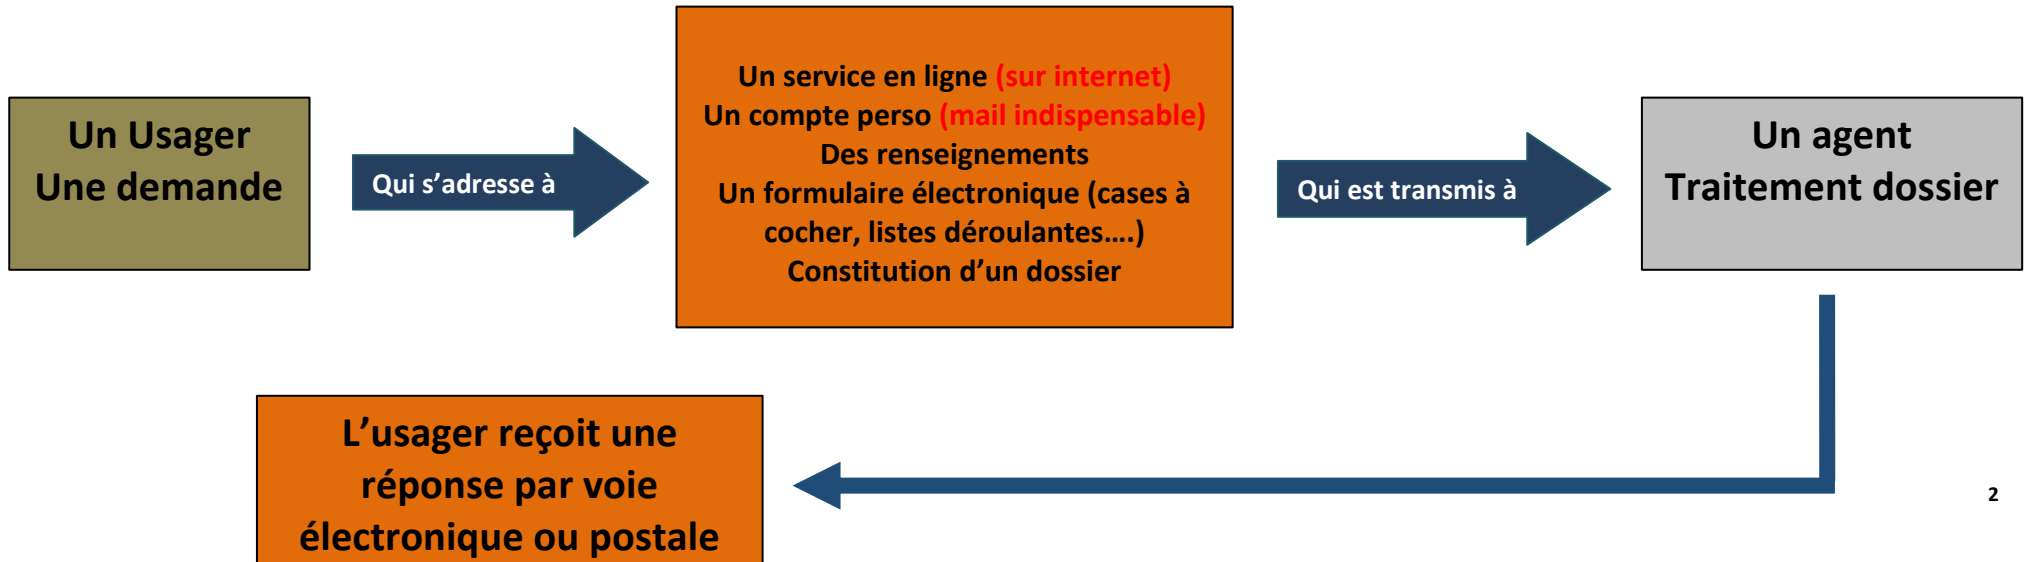 Un Usager
Une demande
Qui s’adresse à
Un service en ligne (sur internet)
Un compte perso (mail indispensable)
Des renseignements
Un formulaire électronique (cases à
cocher, listes déroulantes….)
Constitution d’un dossier
Qui est transmis à
Un agent
Traitement dossier
L’usager reçoit une
réponse par voie
électronique ou postale
2